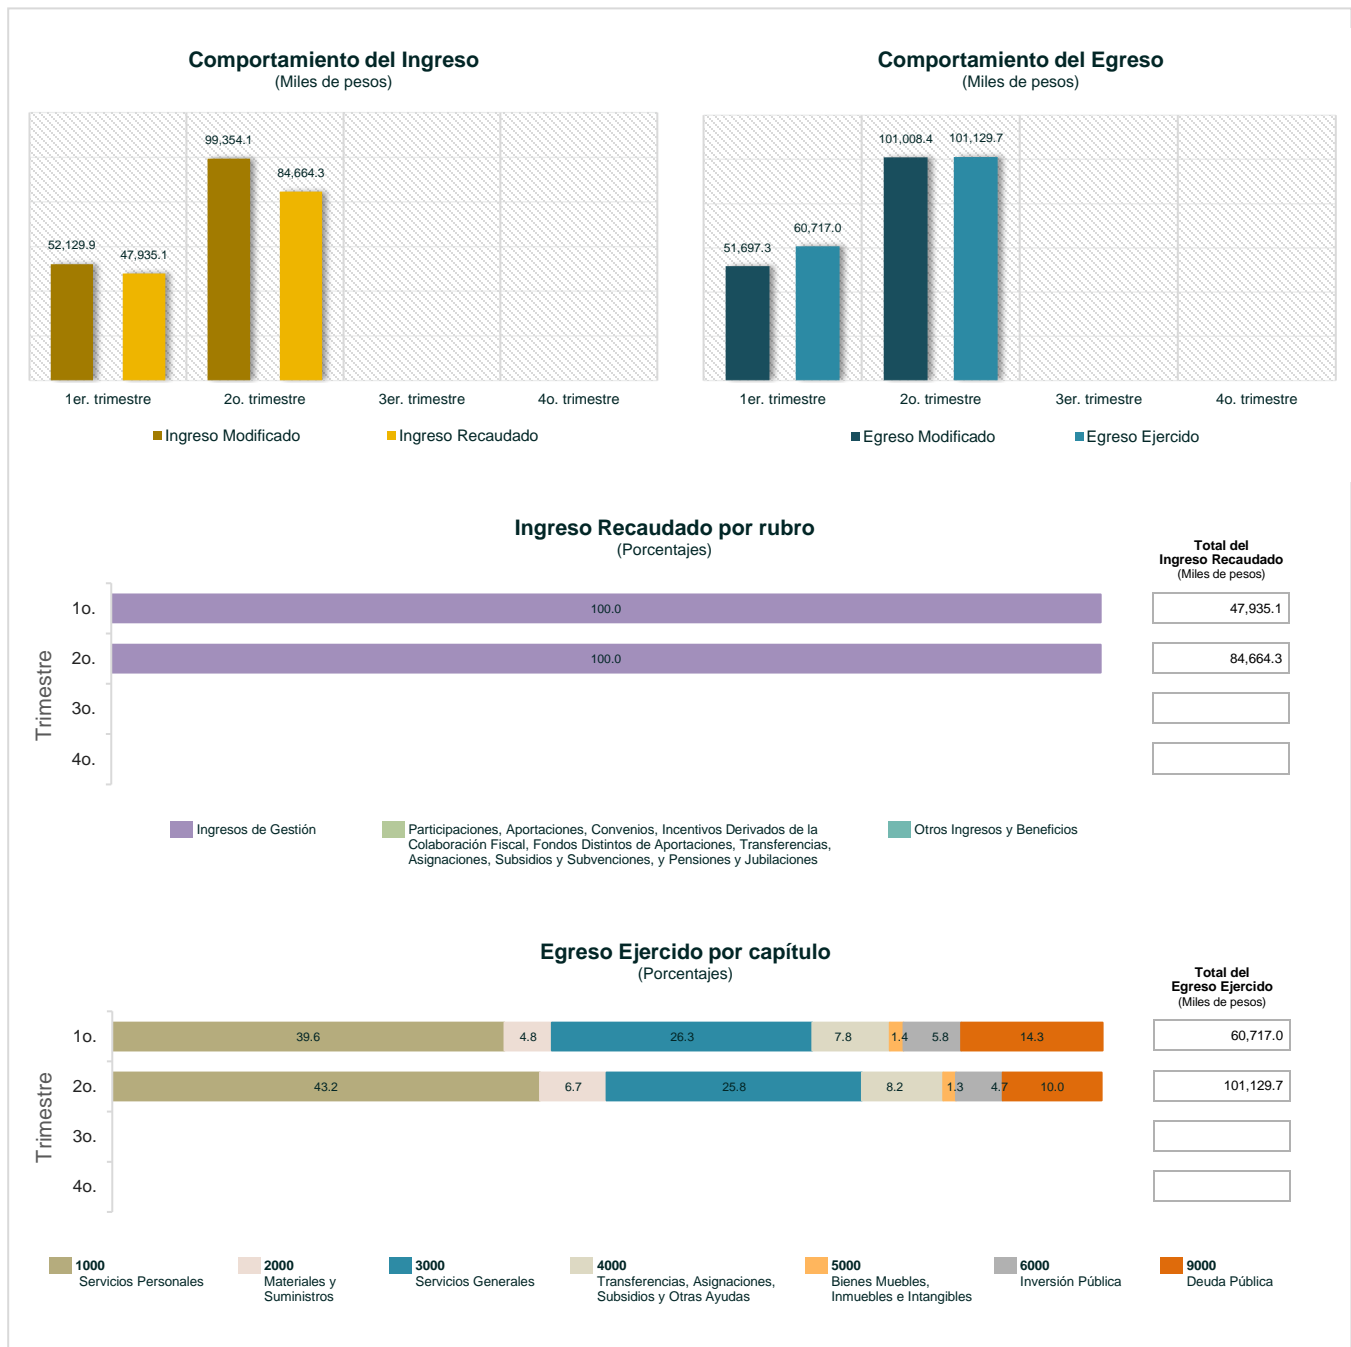 Comportamiento del Ingreso
(Miles de pesos)
99,354.1
84,664.3
52,129.9
47,935.1
1er. trimestre 2o. trimestre 3er. trimestre 4o. trimestre
Ingreso Modificado Ingreso Recaudado
Comportamiento del Egreso
(Miles de pesos)
101,008.4 101,129.7
60,717.0
51,697.3
1er. trimestre 2o. trimestre 3er. trimestre 4o. trimestre
Egreso Modificado Egreso Ejercido
Ingreso Recaudado por rubro
(Porcentajes)
Total del
Ingreso Recaudado
(Miles de pesos)
Trimestre
1o. 100.0 47,935.1
2o. 100.0 84,664.3
3o.
4o.
Ingresos de Gestión
Participaciones, Aportaciones, Convenios, Incentivos Derivados de la
Colaboración Fiscal, Fondos Distintos de Aportaciones, Transferencias,
Asignaciones, Subsidios y Subvenciones, y Pensiones y Jubilaciones
Otros Ingresos y Beneficios
Egreso Ejercido por capítulo
(Porcentajes)
Total del
Egreso Ejercido
(Miles de pesos)
Trimestre
1o. 39.6 4.8 26.3 7.8 1.4 5.8 14.3 60,717.0
2o. 43.2 6.7 25.8 8.2 1.3 4.7 10.0 101,129.7
3o.
4o.
1000
Servicios Personales
2000
Materiales y
Suministros
3000
Servicios Generales
4000
Transferencias, Asignaciones,
Subsidios y Otras Ayudas
5000
Bienes Muebles,
Inmuebles e Intangibles
6000
Inversión Pública
9000
Deuda Pública